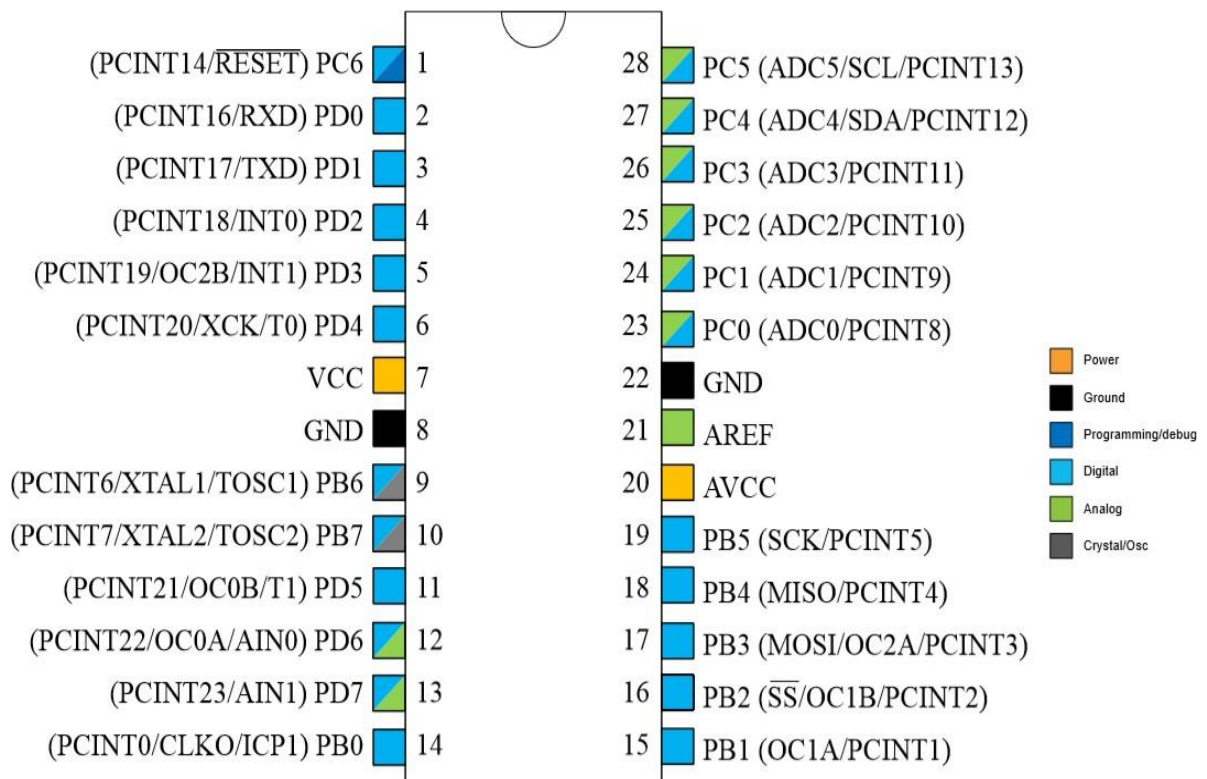 (PCINT14/RESET) PC6 1
(PCINT16/RXD) PD0 2
(PCINT17/TXD) PD1 3
(PCINT18/INT0) PD2 4
(PCINT19/OC2B/INT1) PD3 5
(PCINT20/XCK/T0) PD4 6
VCC 7
GND 8
(PCINT6/XTAL1/TOSC1) PB6 9
(PCINT7/XTAL2/TOSC2) PB7 10
(PCINT21/OC0B/T1) PD5 11
(PCINT22/OC0A/AIN0) PD6 12
(PCINT23/AIN1) PD7 13
(PCINT0/CLKO/ICP1) PB0 14
28 PC5 (ADC5/SCL/PCINT13)
27 PC4 (ADC4/SDA/PCINT12)
26 PC3 (ADC3/PCINT11)
25 PC2 (ADC2/PCINT10)
24 PC1 (ADC1/PCINT9)
23 PC0 (ADC0/PCINT8)
22 GND
21 AREF
20 AVCC
19 PB5 (SCK/PCINT5)
18 PB4 (MISO/PCINT4)
17 PB3 (MOSI/OC2A/PCINT3)
16 PB2 (SS/OC1B/PCINT2)
15 PB1 (OC1A/PCINT1)
Power
Ground
Programming/debug
Digital
Analog
Crystal/Osc